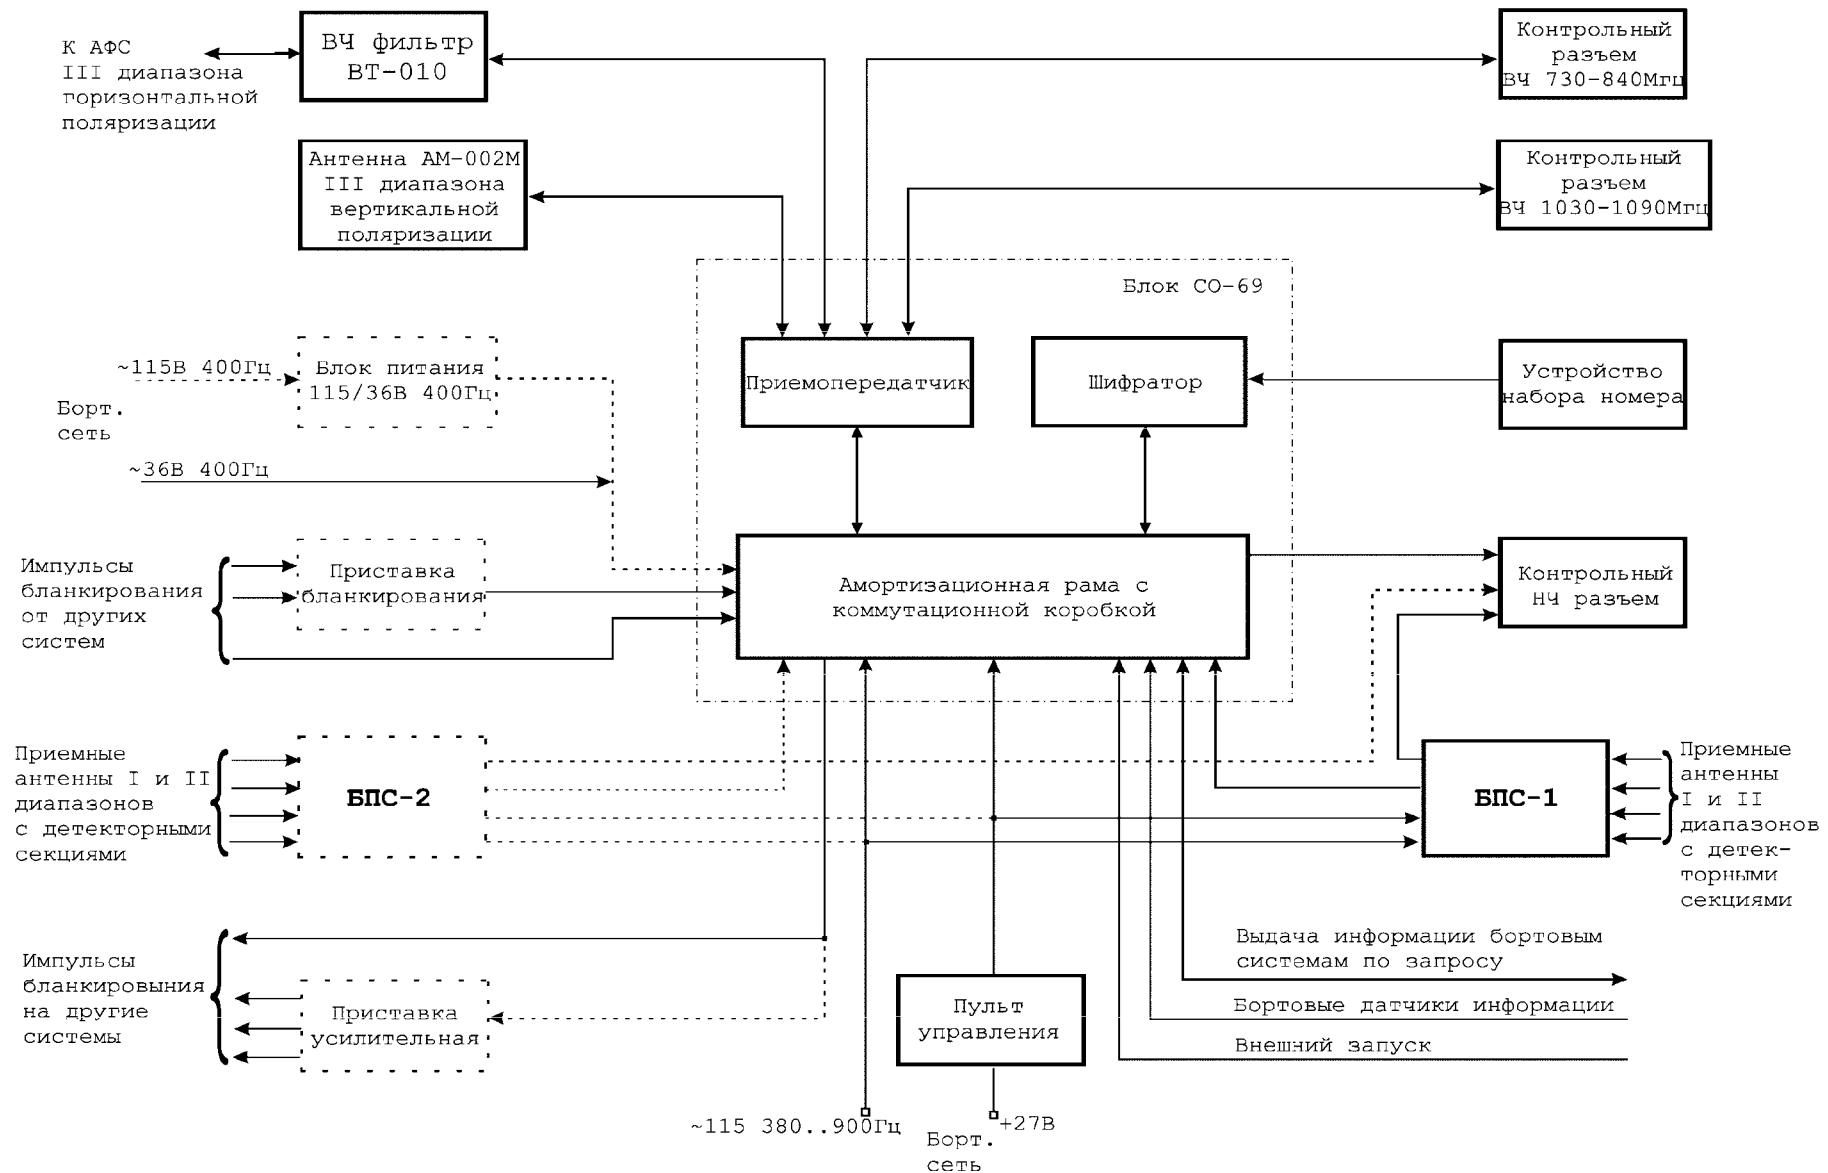 К АФС
III диапазона
горизонтальной
поляризации
ВЧ фильтр
ВТ-010
Контрольный
разъем
ВЧ 730-840Мгц
Антенна АМ-002М
III диапазона
вертикальной
поляризации
Контрольный
разъем
ВЧ 1030-1090Мгц
Блок СО-69
~115В 400Гц
Борт.
сеть
Блок питания
115/36В 400Гц
Приемопередатчик
Шифратор
Устройство
набора номера
~36В 400Гц
Импульсы
бланкирования
от других
систем
Приставка
бланкирования
Амортизационная рама с
коммутационной коробкой
Контрольный
НЧ разъем
Приемные
антенны I и II
диапазонов
с детекторными
секциями
БПС-2
БПС-1
Приемные
антенны
I и II
диапазонов
с детек-
торными
секциями
Импульсы
бланкировыния
на другие
системы
Приставка
усилительная
Пульт
управления
Выдача информации бортовым
системам по запросу
Бортовые датчики информации
Внешний запуск
~115 380..900Гц
+27В
Борт.
сеть